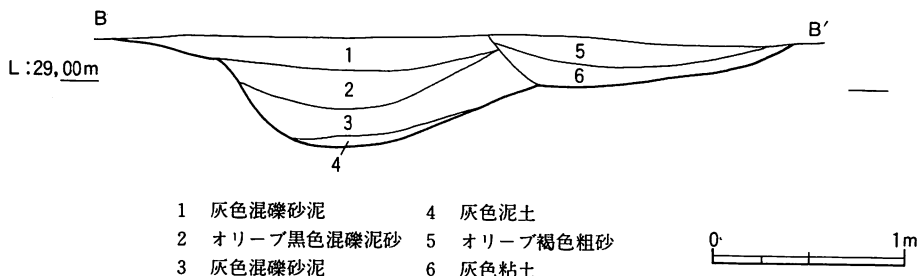 B
B′
L:29,00m
1
5
6
2
3
4
1 灰色混礫砂泥
4 灰色泥土
2 オリーブ黒色混礫泥砂
5 オリーブ褐色粗砂
3 灰色混礫砂泥
6 灰色粘土
0 1m